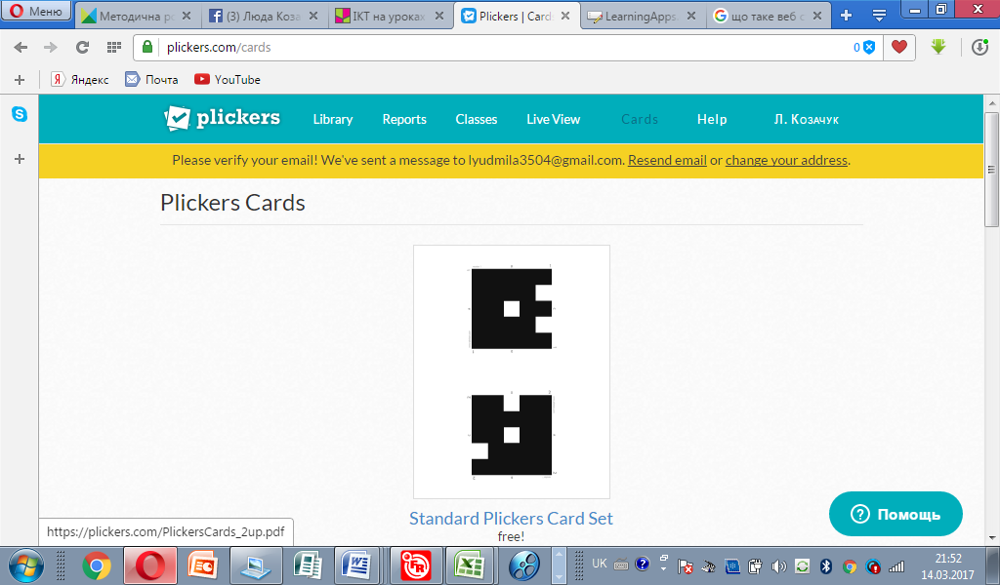 Меню
Методична ро
(3) Люда Коза
ІКТ на уроках
Plickers | Card
LearningApps.
що таке веб с
plickers.com/cards
0
Яндекс
Почта
YouTube
plickers
Library
Reports
Classes
Live View
Cards
Help
Л. Козачук
Please verify your email! We've sent a message to lyudmila3504@gmail.com. Resend email or change your address.
Plickers Cards
Standard Plickers Card Set
free!
Помощь
https://plickers.com/PlickersCards_2up.pdf
UK
21:52
14.03.2017